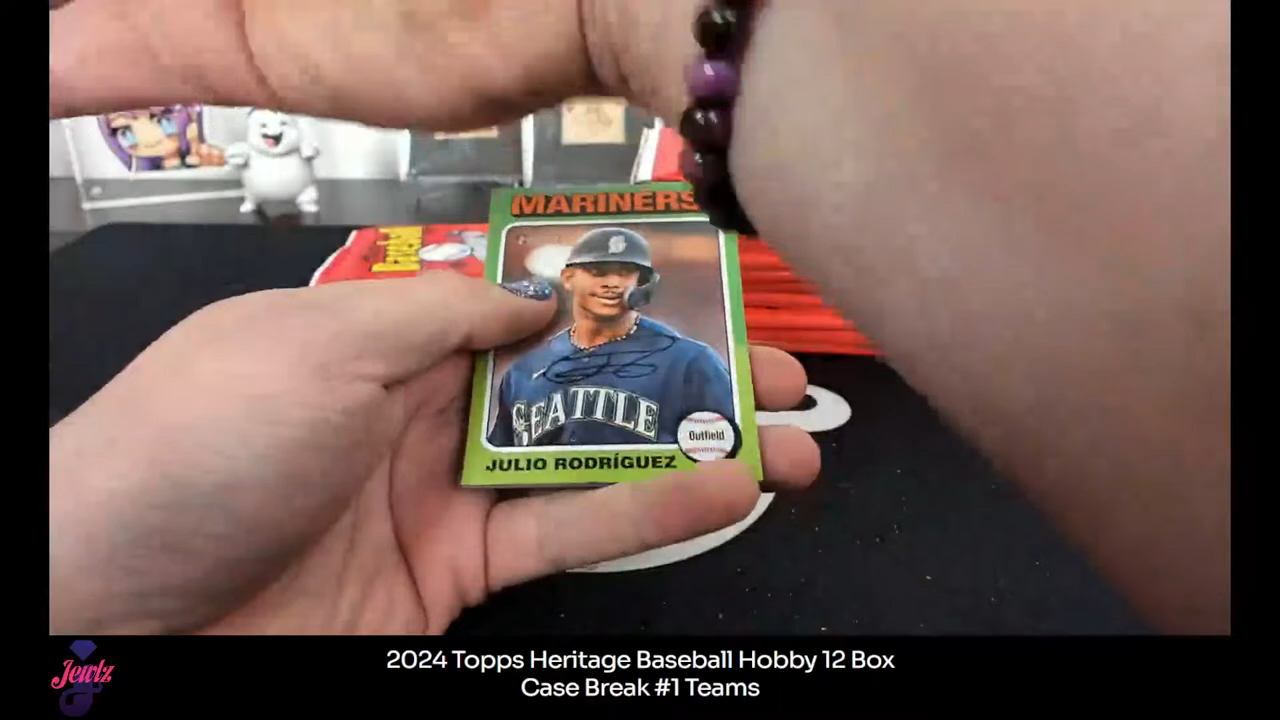 MARINERS
SEATTLE
Outfield
JULIO RODRÍGUEZ
Jewlz
2024 Topps Heritage Baseball Hobby 12 Box
Case Break #1 Teams